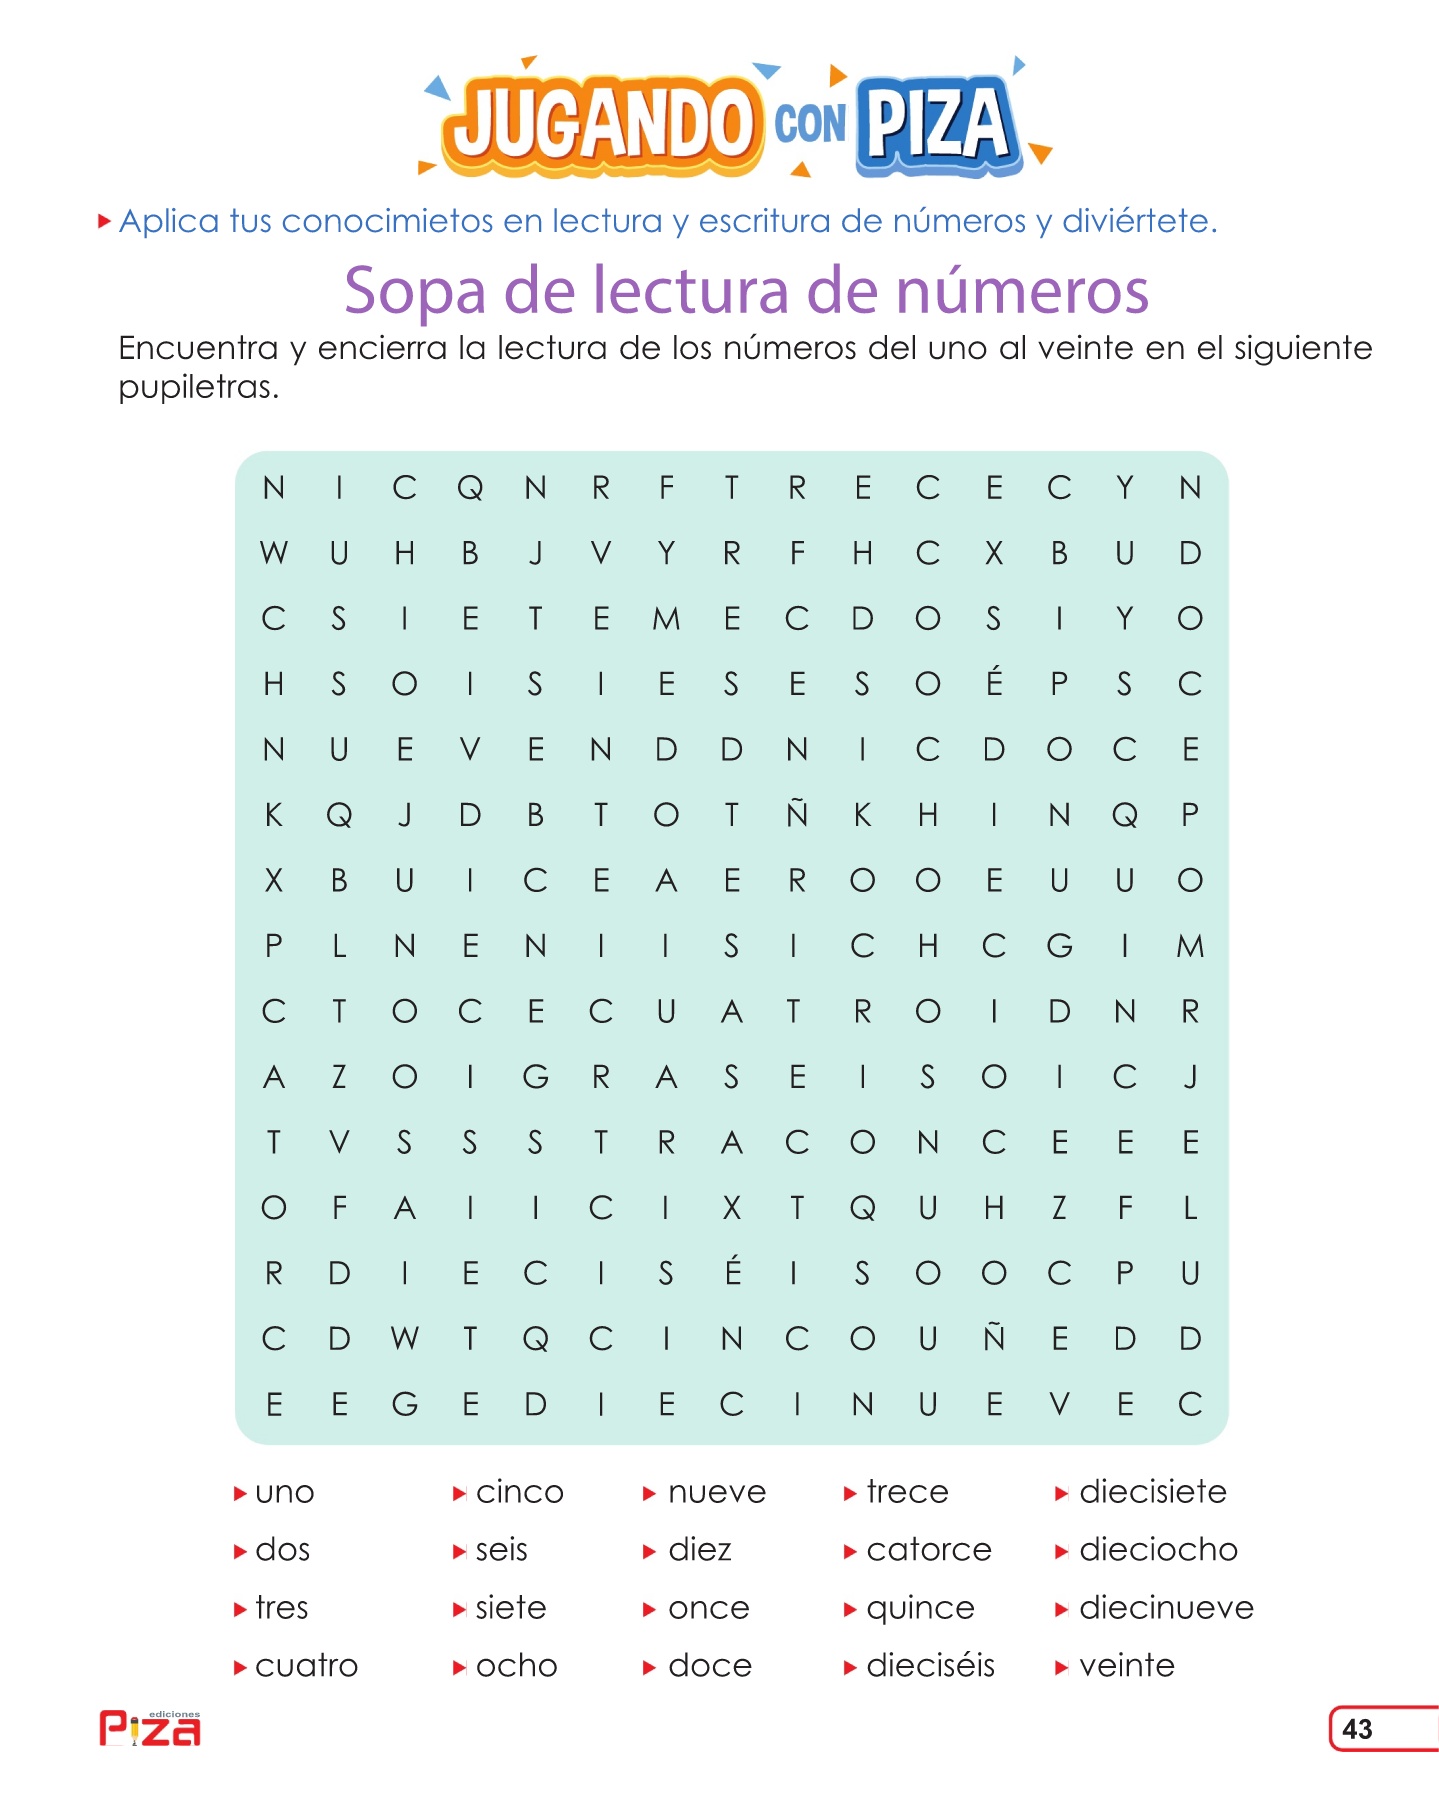 JUGANDO CON PIZA
Aplica tus conocimietos en lectura y escritura de números y diviértete.
Sopa de lectura de números
Encuentra y encierra la lectura de los números del uno al veinte en el siguiente
pupiletras.
N I C Q N R F T R E C E C Y N
W U H B J V Y R F H C X B U D
C S I E T E M E C D O S I Y O
H S O I S I E S E S O É P S C
N U E V E N D D N I C D O C E
K Q J D B T O T Ñ K H I N Q P
X B U I C E A E R O O E U U O
P L N E N I I S I C H C G I M
C T O C E C U A T R O I D N R
A Z O I G R A S E I S O I C J
T V S S S T R A C O N C E E E
O F A I I C I X T Q U H Z F L
R D I E C I S É I S O O C P U
C D W T Q C I N C O U Ñ E D D
E E G E D I E C I N U E V E C
uno cinco nueve trece diecisiete
dos seis diez catorce dieciocho
tres siete once quince diecinueve
cuatro ocho doce dieciséis veinte
ediciones
Piza
43